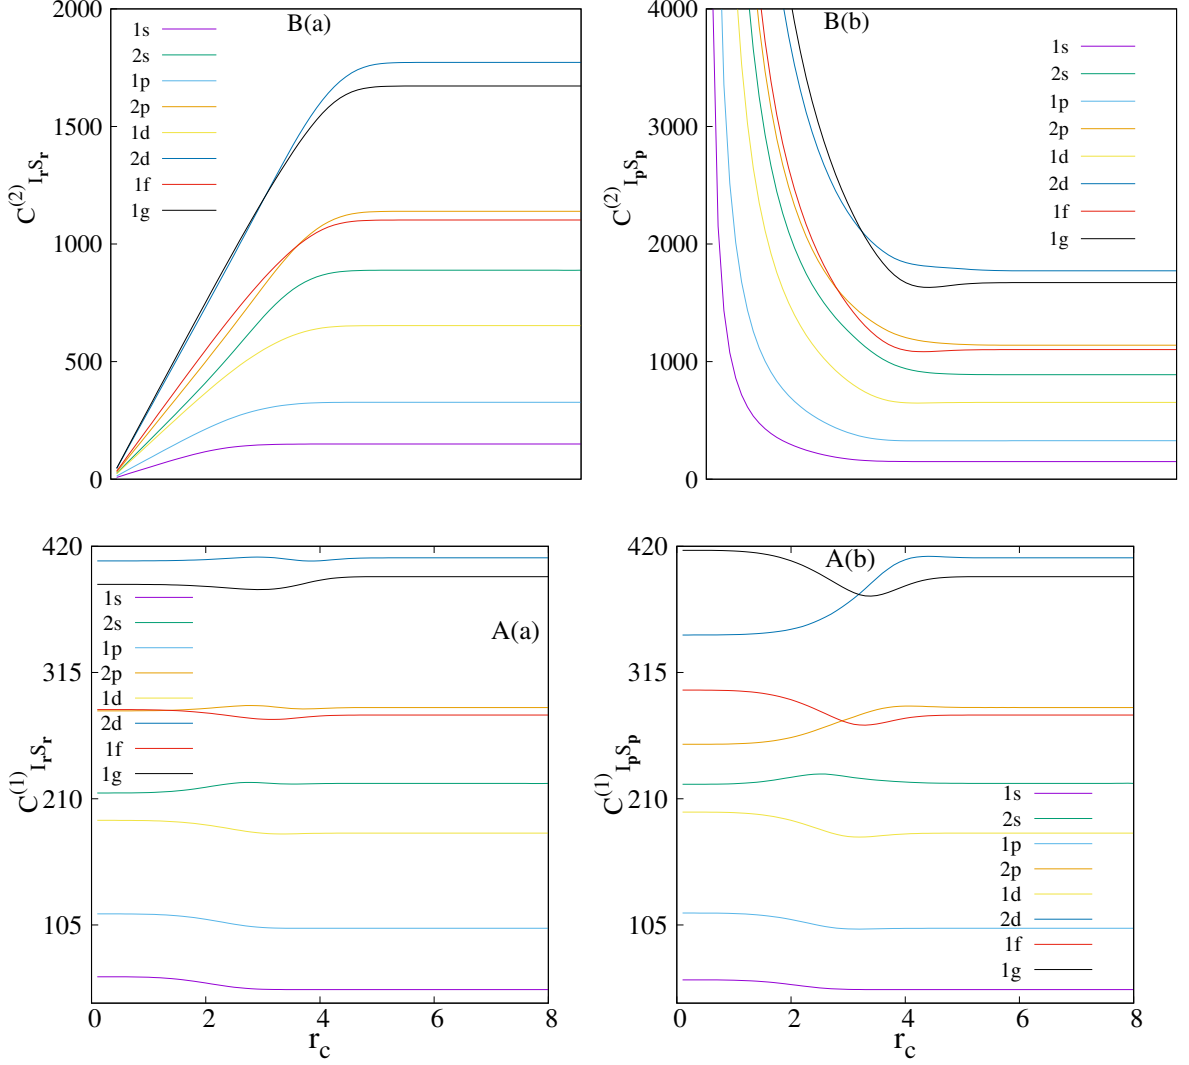 B(a)
2000
1500
1000
500
0
C(2) IrSr
1s
2s
1p
2p
1d
2d
1f
1g
B(b)
4000
3000
2000
1000
0
C(2) IpSp
1s
2s
1p
2p
1d
2d
1f
1g
A(a)
420
315
210
105
C(1) IrSr
1s
2s
1p
2p
1d
2d
1f
1g
0 2 4 6 8
rc
A(b)
420
315
210
105
C(1) IpSp
1s
2s
1p
2p
1d
2d
1f
1g
0 2 4 6 8
rc